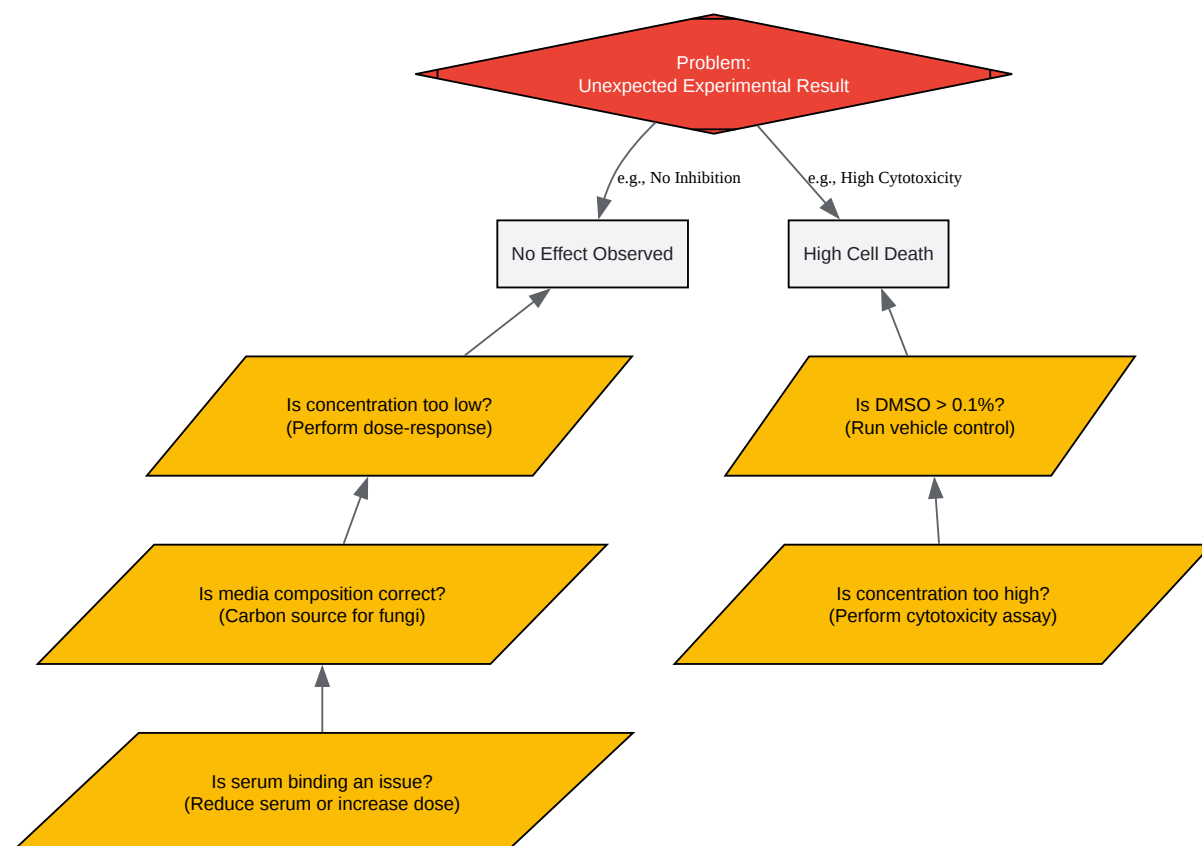 Problem:
Unexpected Experimental Result
e.g., No Inhibition
e.g., High Cytotoxicity
No Effect Observed
High Cell Death
Is concentration too low?
(Perform dose-response)
Is DMSO > 0.1%?
(Run vehicle control)
Is media composition correct?
(Carbon source for fungi)
Is concentration too high?
(Perform cytotoxicity assay)
Is serum binding an issue?
(Reduce serum or increase dose)